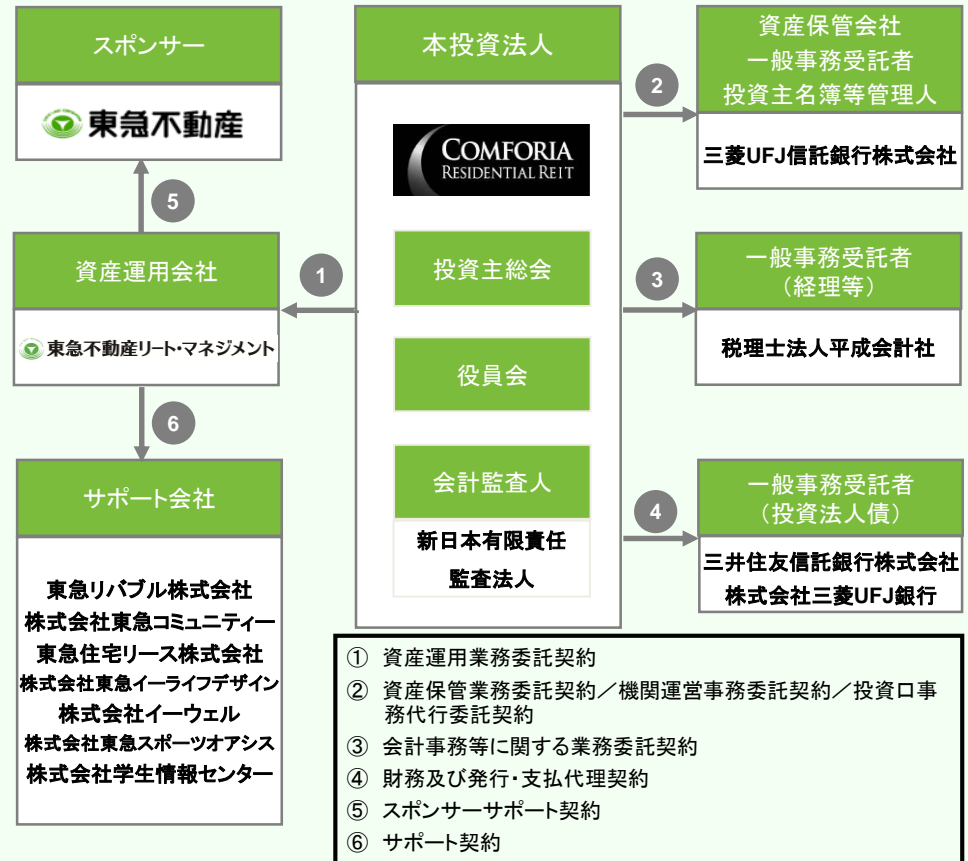 スポンサー
東急不動産
5
資産運用会社
東急不動産リート・マネジメント
6
サポート会社
東急リバブル株式会社
株式会社東急コミュニティー
東急住宅リース株式会社
株式会社東急イーライフデザイン
株式会社イーウェル
株式会社東急スポーツオアシス
株式会社学生情報センター
1
本投資法人
COMFORIA
RESIDENTIAL REIT
投資主総会
役員会
会計監査人
新日本有限責任
監査法人
2
資産保管会社
一般事務受託者
投資主名簿等管理人
三菱UFJ信託銀行株式会社
3
一般事務受託者
（経理等）
税理士法人平成会計社
4
一般事務受託者
（投資法人債）
三井住友信託銀行株式会社
株式会社三菱UFJ銀行
① 資産運用業務委託契約
② 資産保管業務委託契約／機関運営事務委託契約／投資口事
務代行委託契約
③ 会計事務等に関する業務委託契約
④ 財務及び発行・支払代理契約
⑤ スポンサーサポート契約
⑥ サポート契約